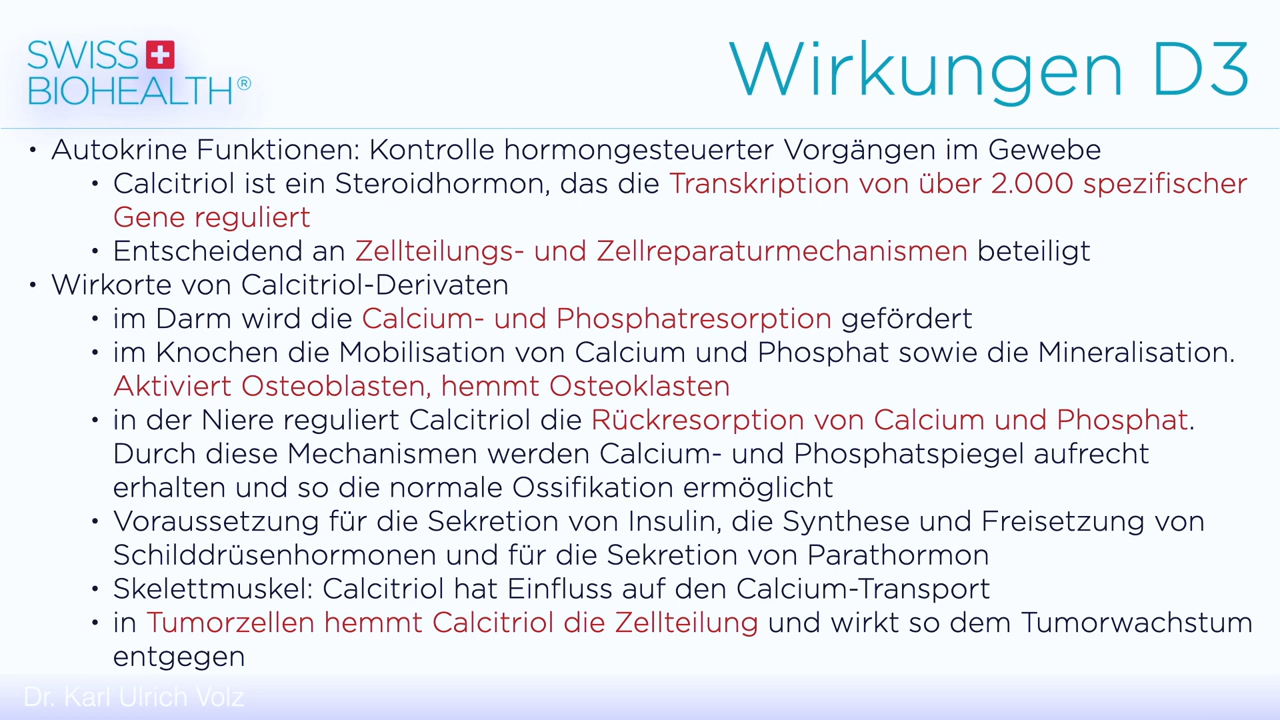 SWISS
BIOHEALTH®
Wirkungen D3
• Autokrine Funktionen: Kontrolle hormongesteuerter Vorgängen im Gewebe
• Calcitriol ist ein Steroidhormon, das die Transkription von über 2.000 spezifischer
Gene reguliert
• Entscheidend an Zellteilungs- und Zellreparaturmechanismen beteiligt
• Wirkorte von Calcitriol-Derivaten
• im Darm wird die Calcium- und Phosphatresorption gefördert
• im Knochen die Mobilisation von Calcium und Phosphat sowie die Mineralisation.
Aktiviert Osteoblasten, hemmt Osteoklasten
• in der Niere reguliert Calcitriol die Rückresorption von Calcium und Phosphat.
Durch diese Mechanismen werden Calcium- und Phosphatspiegel aufrecht
erhalten und so die normale Ossifikation ermöglicht
• Voraussetzung für die Sekretion von Insulin, die Synthese und Freisetzung von
Schilddrüsenhormonen und für die Sekretion von Parathormon
• Skelettmuskel: Calcitriol hat Einfluss auf den Calcium-Transport
• in Tumorzellen hemmt Calcitriol die Zellteilung und wirkt so dem Tumorwachstum
entgegen
Dr. Karl Ulrich Volz